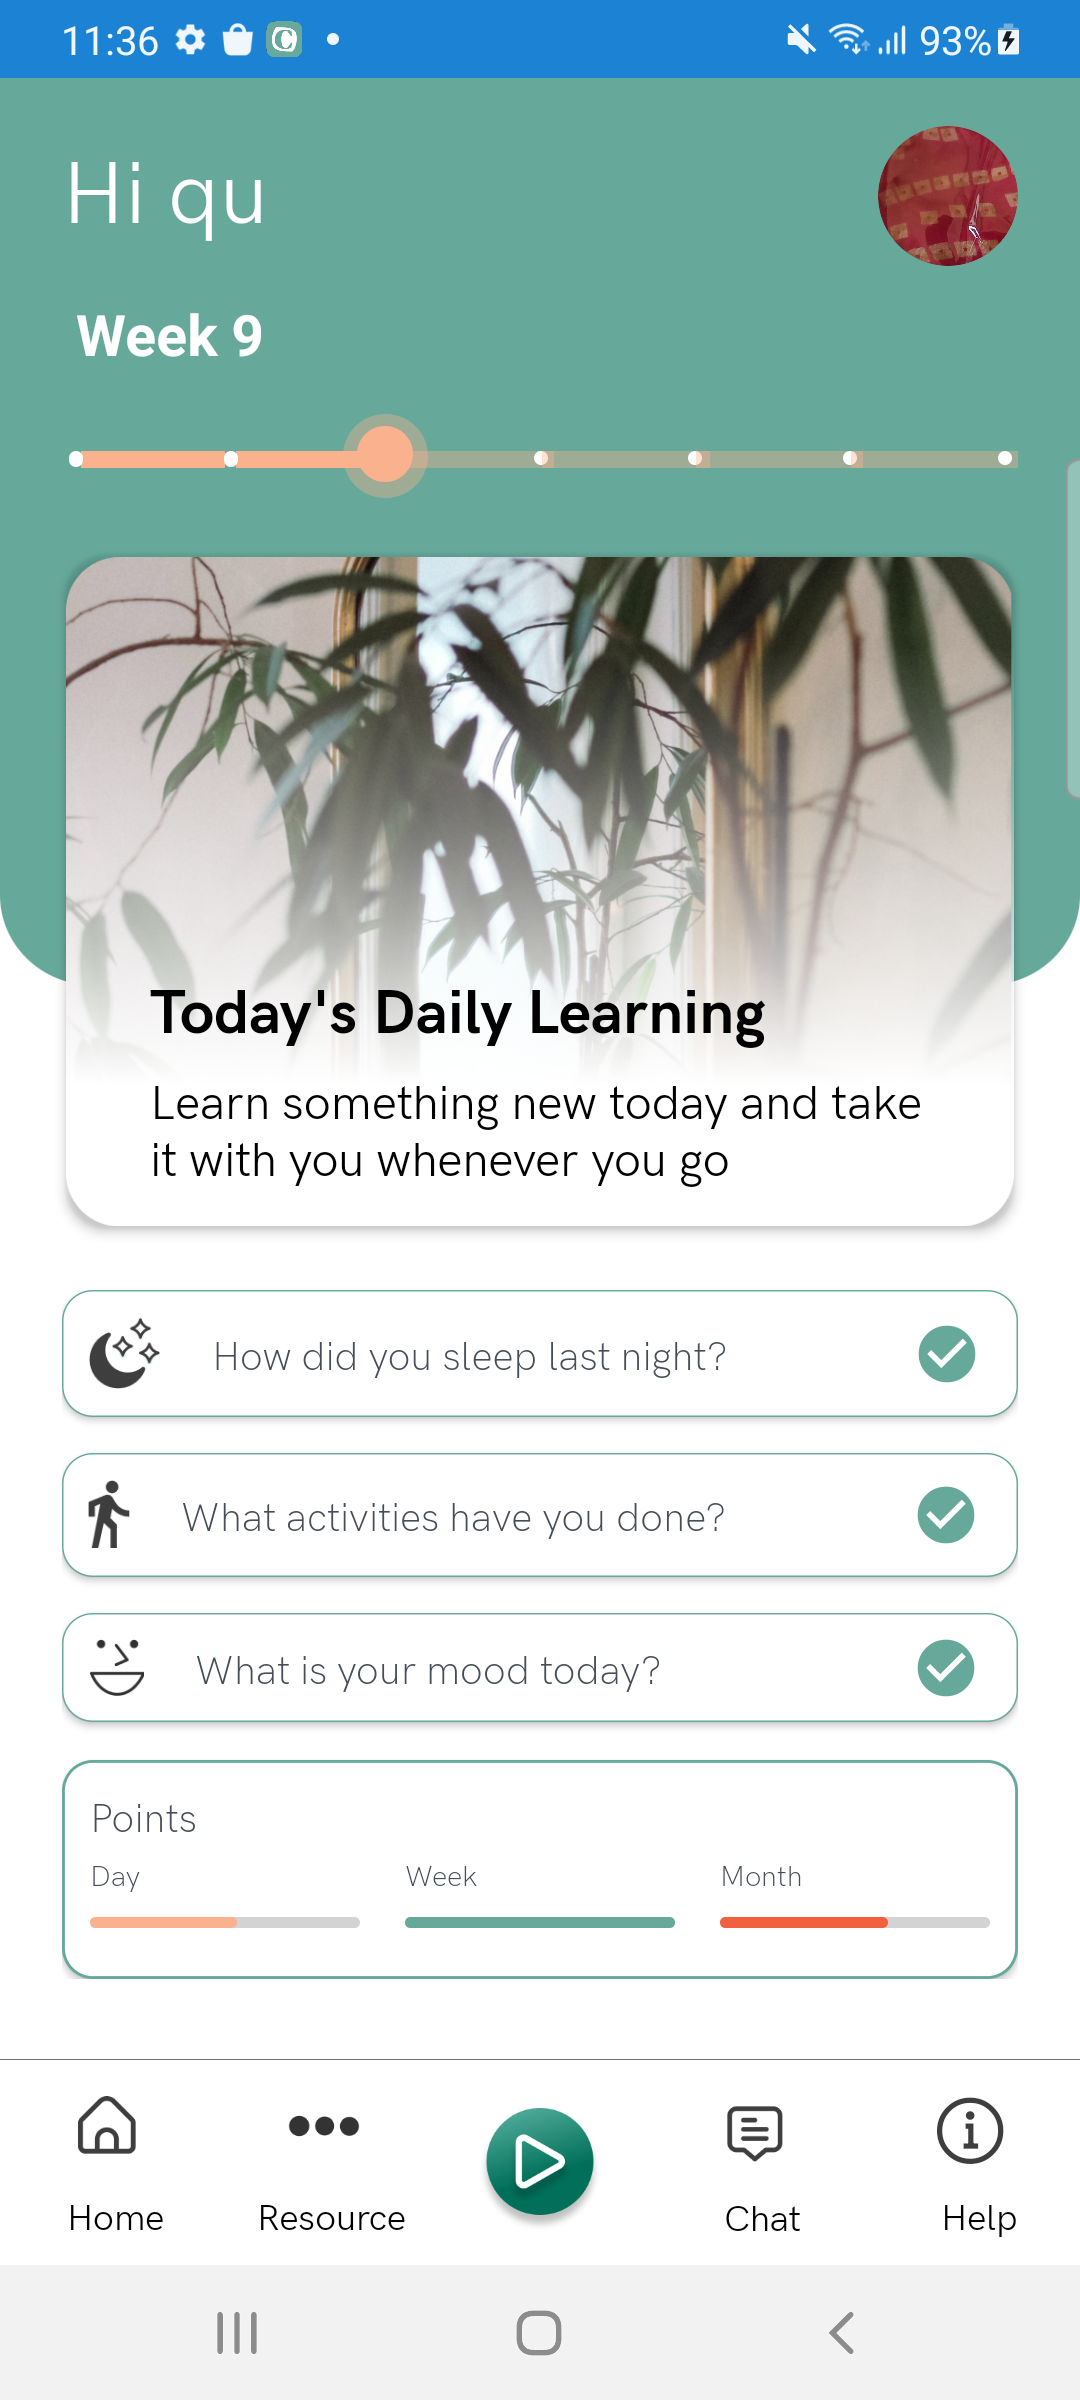 11:36
93%
Hi qu
Week 9
Today's Daily Learning
Learn something new today and take
it with you whenever you go
How did you sleep last night?
What activities have you done?
What is your mood today?
Points
Day Week Month
Home Resource Chat Help